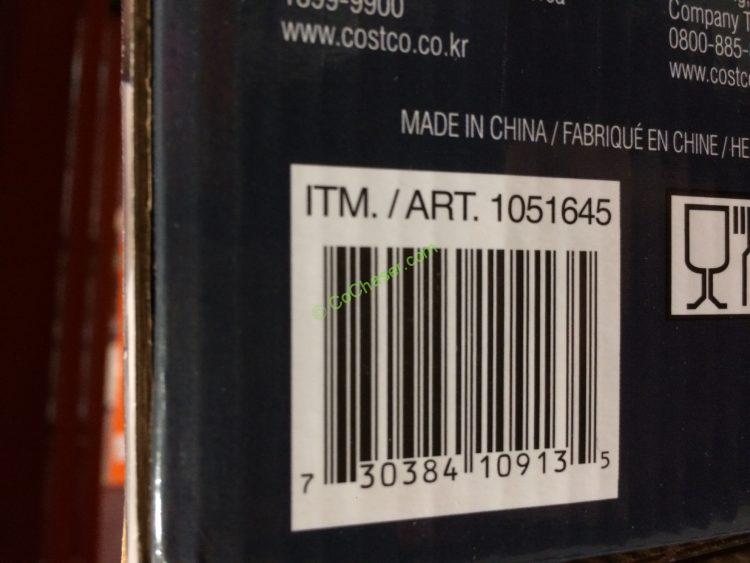 1899-9900
www.costco.co.kr
Company T
0800-885-
www.costc
MADE IN CHINA / FABRIQUÉ EN CHINE / HE
ITM. / ART. 1051645
© CoChaser.com
7 30384 10913 5